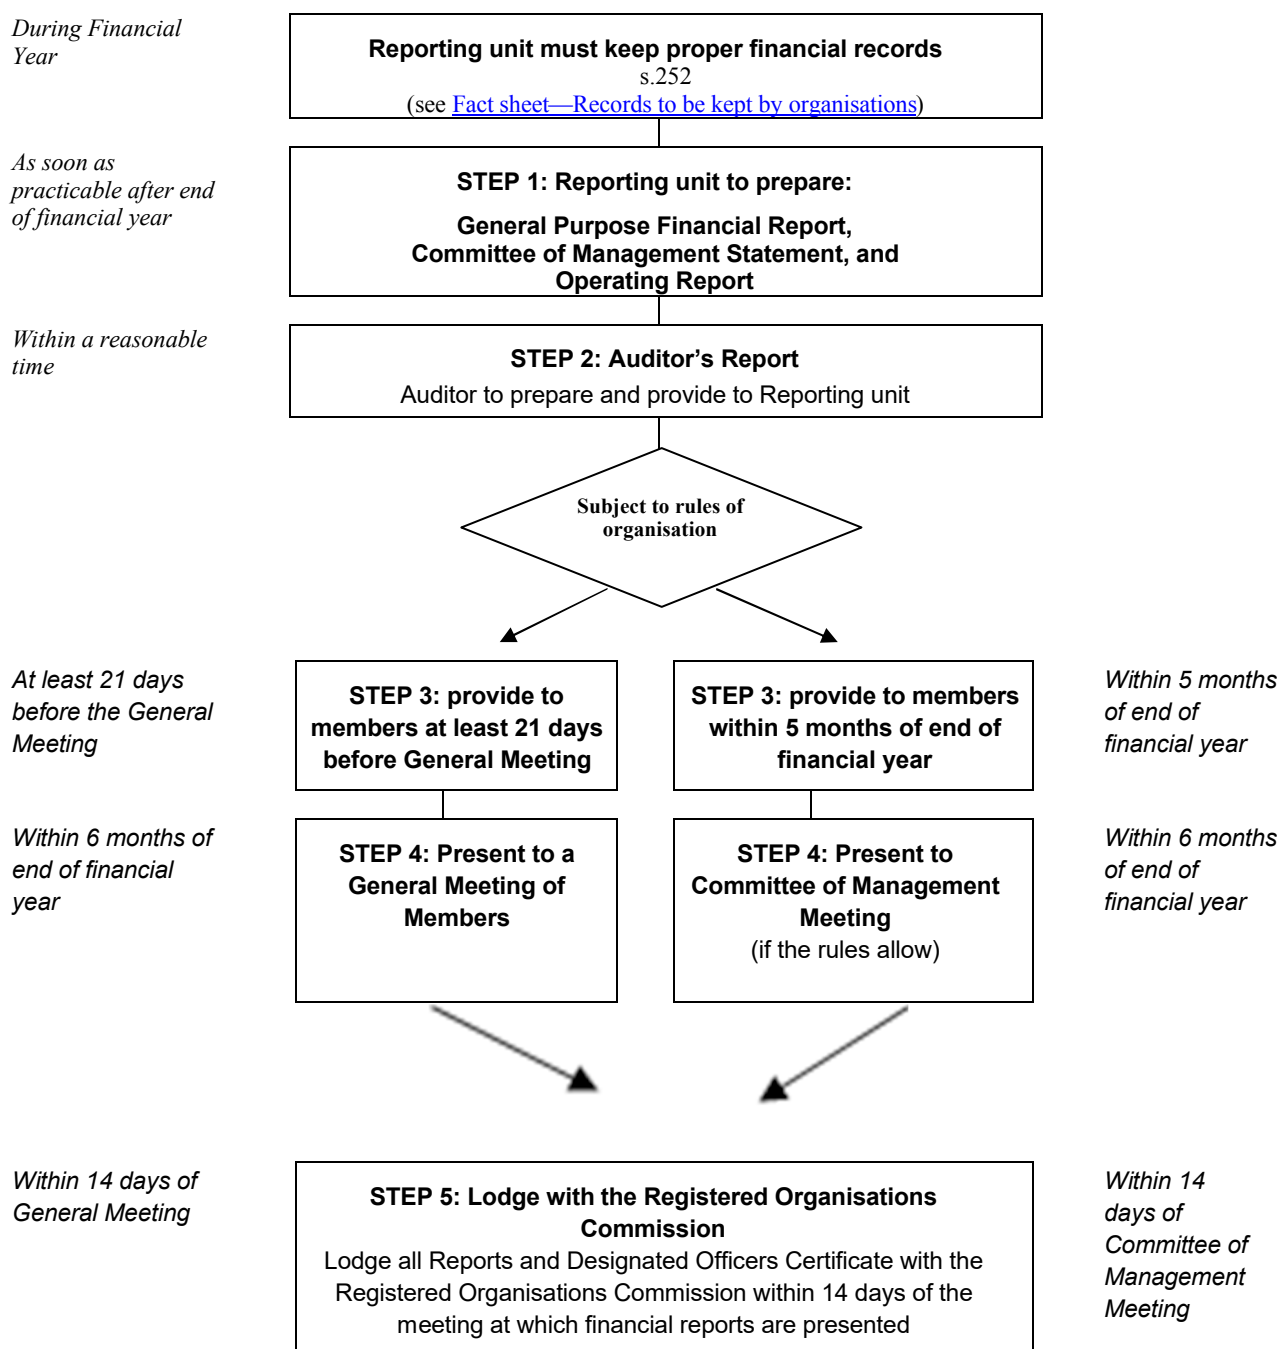 During Financial
Year
Reporting unit must keep proper financial records
s.252
(see Fact sheet—Records to be kept by organisations)
As soon as
practicable after end
of financial year
STEP 1: Reporting unit to prepare:
General Purpose Financial Report,
Committee of Management Statement, and
Operating Report
Within a reasonable
time
STEP 2: Auditor’s Report
Auditor to prepare and provide to Reporting unit
Subject to rules of
organisation
At least 21 days
before the General
Meeting
STEP 3: provide to
members at least 21 days
before General Meeting
STEP 3: provide to members
within 5 months of end of
financial year
Within 5 months
of end of
financial year
Within 6 months of
end of financial
year
STEP 4: Present to a
General Meeting of
Members
STEP 4: Present to
Committee of Management
Meeting
(if the rules allow)
Within 6 months
of end of
financial year
Within 14 days of
General Meeting
STEP 5: Lodge with the Registered Organisations
Commission
Lodge all Reports and Designated Officers Certificate with the
Registered Organisations Commission within 14 days of the
meeting at which financial reports are presented
Within 14
days of
Committee of
Management
Meeting